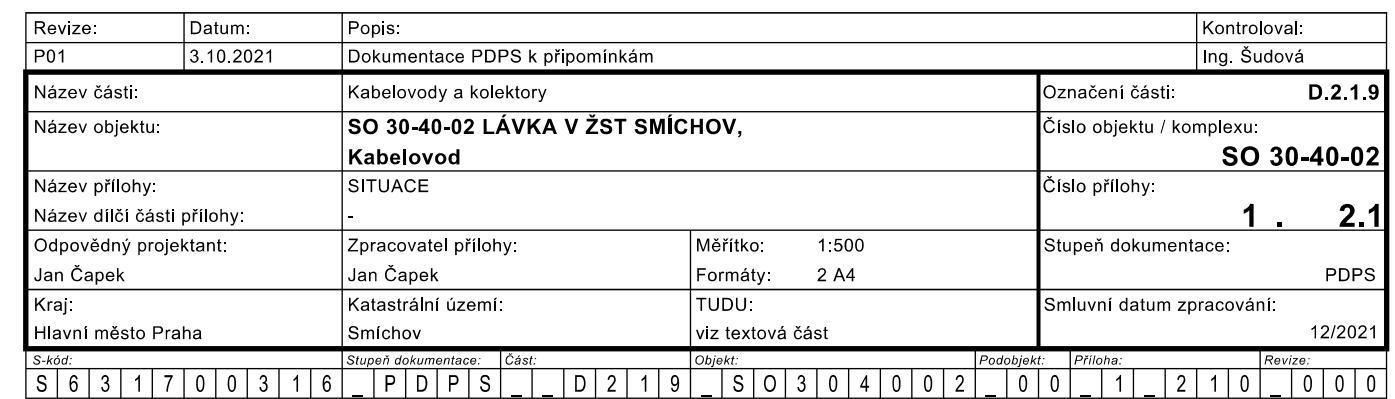 Revize: Datum: Popis: Kontroloval:
P01 3.10.2021 Dokumentace PDPS k připomínkám Ing. Šudová
Název části: Kabelovody a kolektory Označení části: D.2.1.9
Název objektu: SO 30-40-02 LÁVKA V ŽST SMÍCHOV, Číslo objektu / komplexu:
Kabelovod SO 30-40-02
Název přílohy: SITUACE Číslo přílohy:
Název dílčí části přílohy: - 1 . 2.1
Odpovědný projektant: Zpracovatel přílohy: Měřítko: 1:500 Stupeň dokumentace:
Jan Čapek Jan Čapek Formáty: 2 A4 PDPS
Kraj: Katastrální území: TUDU: Smluvní datum zpracování:
Hlavní město Praha Smíchov viz textová část 12/2021
S-kód: Stupeň dokumentace: Část: Objekt: Podobjekt: Příloha: Revize:
S 6 3 1 7 0 0 3 1 6 _ P D P S _ _ D 2 1 9 _ S O 3 0 4 0 0 2 _ 0 0 _ 1 _ 2 1 0 _ 0 0 0